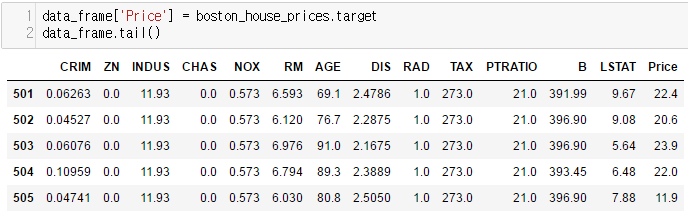 1 data_frame['Price'] = boston_house_prices.target
2 data_frame.tail()
CRIM ZN INDUS CHAS NOX RM AGE DIS RAD TAX PTRATIO B LSTAT Price
501 0.06263 0.0 11.93 0.0 0.573 6.593 69.1 2.4786 1.0 273.0 21.0 391.99 9.67 22.4
502 0.04527 0.0 11.93 0.0 0.573 6.120 76.7 2.2875 1.0 273.0 21.0 396.90 9.08 20.6
503 0.06076 0.0 11.93 0.0 0.573 6.976 91.0 2.1675 1.0 273.0 21.0 396.90 5.64 23.9
504 0.10959 0.0 11.93 0.0 0.573 6.794 89.3 2.3889 1.0 273.0 21.0 393.45 6.48 22.0
505 0.04741 0.0 11.93 0.0 0.573 6.030 80.8 2.5050 1.0 273.0 21.0 396.90 7.88 11.9